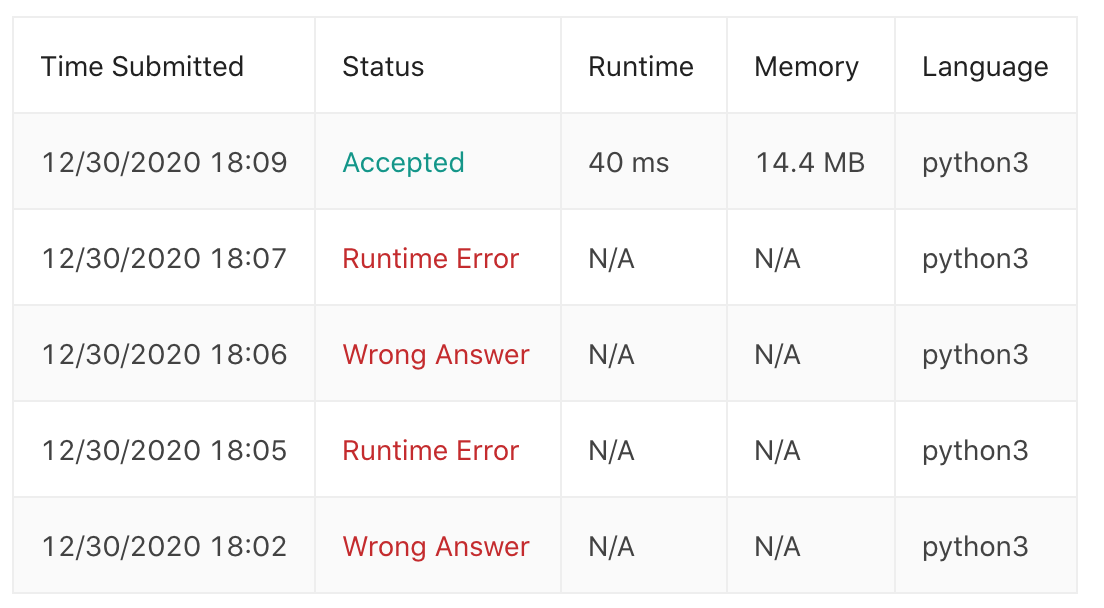 Time Submitted Status Runtime Memory Language
12/30/2020 18:09 Accepted 40 ms 14.4 MB python3
12/30/2020 18:07 Runtime Error N/A N/A python3
12/30/2020 18:06 Wrong Answer N/A N/A python3
12/30/2020 18:05 Runtime Error N/A N/A python3
12/30/2020 18:02 Wrong Answer N/A N/A python3